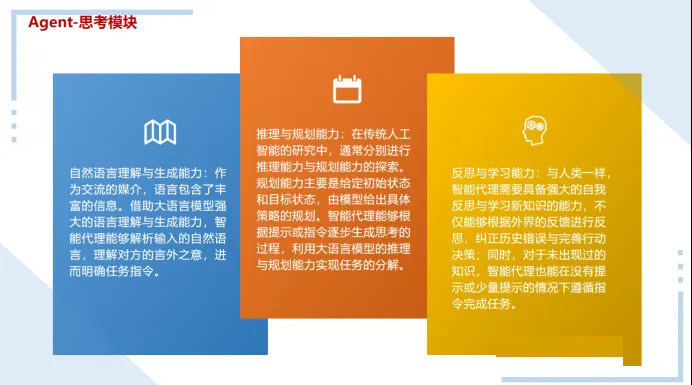 Agent-思考模块
自然语言理解与生成能力：作
为交流的媒介，语言包含了丰
富的信息。借助大语言模型强
大的语言理解与生成能力，智
能代理能够解析输入的自然语
言，理解对方的言外之意，进
而明确任务指令。
推理与规划能力：在传统人工
智能的研究中，通常分别进行
推理能力与规划能力的探索。
规划能力主要是给定初始状态
和目标状态，由模型给出具体
策略的规划。智能代理能够根
据提示或指令逐步生成思考的
过程，利用大语言模型的推理
与规划能力实现任务的分解。
反思与学习能力：与人类一样，
智能代理需要具备强大的自我
反思与学习新知识的能力，不
仅能够根据外界的反馈进行反
思，纠正历史错误与完善行动
决策；同时，对于未出现过的
知识，智能代理也能在没有提
示或少量提示的情况下遵循指
令完成任务。